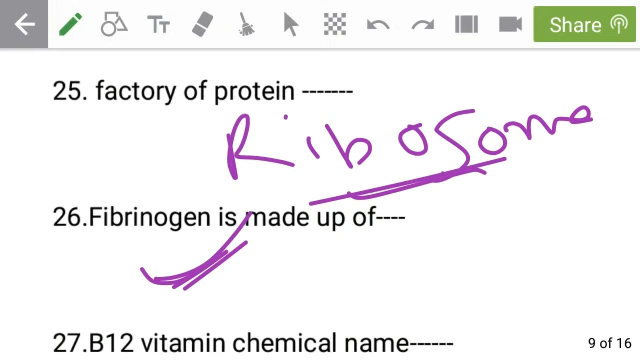 Share
25. factory of protein -------
Ribosome
26.Fibrinogen is made up of----
27.B12 vitamin chemical name------
9 of 16